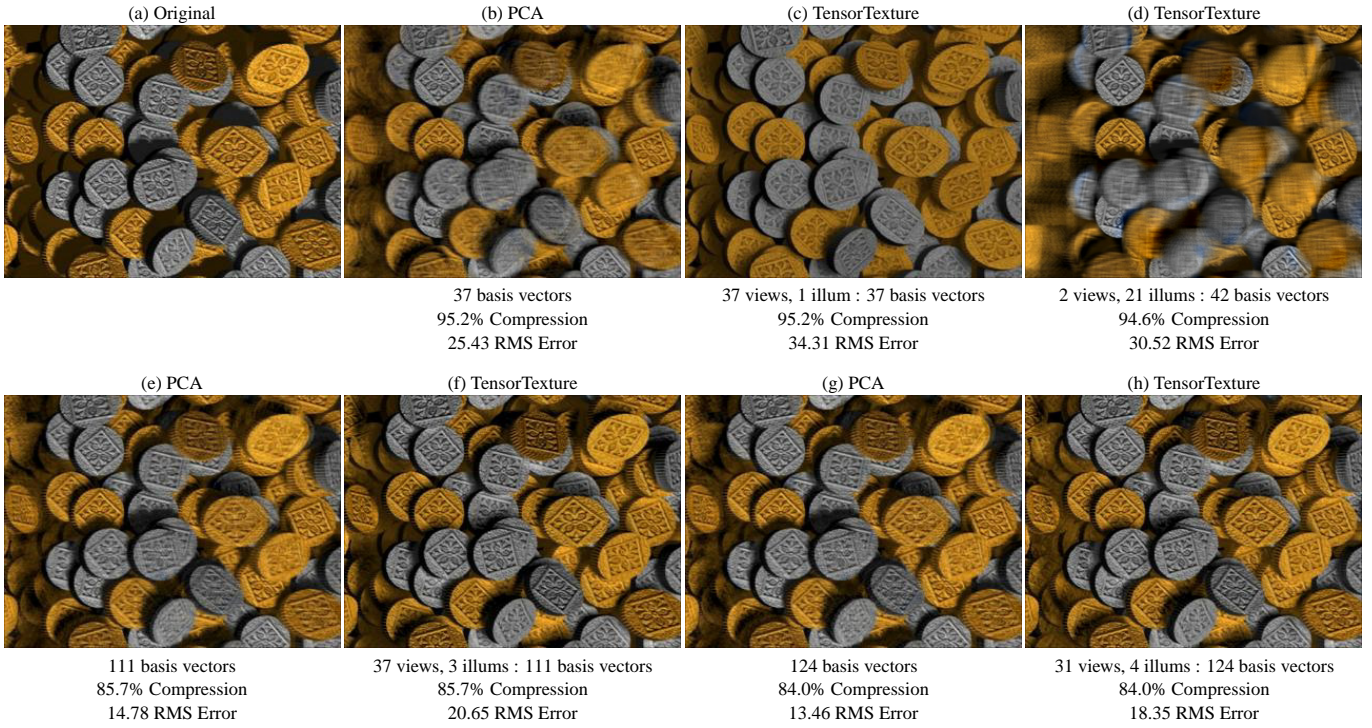 (a) Original
(b) PCA
(c) TensorTexture
(d) TensorTexture
37 basis vectors
95.2% Compression
25.43 RMS Error
37 views, 1 illum : 37 basis vectors
95.2% Compression
34.31 RMS Error
2 views, 21 illums : 42 basis vectors
94.6% Compression
30.52 RMS Error
(e) PCA
(f) TensorTexture
(g) PCA
(h) TensorTexture
111 basis vectors
85.7% Compression
14.78 RMS Error
37 views, 3 illums : 111 basis vectors
85.7% Compression
20.65 RMS Error
124 basis vectors
84.0% Compression
13.46 RMS Error
31 views, 4 illums : 124 basis vectors
84.0% Compression
18.35 RMS Error